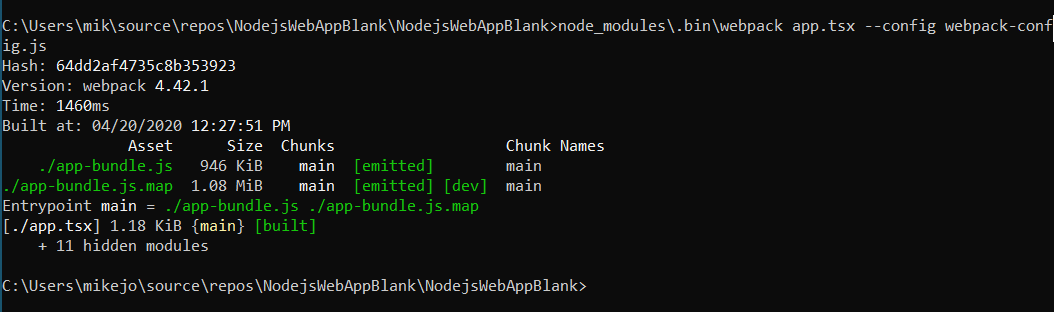 C:\Users\mik\source\repos\NodejsWebAppBlank\NodejsWebAppBlank>node_modules\.bin\webpack app.tsx --config webpack-conf
ig.js
Hash: 64dd2af4735c8b353923
Version: webpack 4.42.1
Time: 1460ms
Built at: 04/20/2020 12:27:51 PM
Asset Size Chunks Chunk Names
./app-bundle.js 946 KiB main [emitted] main
./app-bundle.js.map 1.08 MiB main [emitted] [dev] main
Entrypoint main = ./app-bundle.js ./app-bundle.js.map
[./app.tsx] 1.18 KiB {main} [built]
+ 11 hidden modules
C:\Users\mikejo\source\repos\NodejsWebAppBlank\NodejsWebAppBlank>